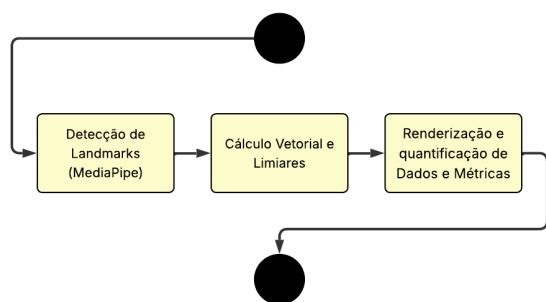 Detecção de
Landmarks
(MediaPipe)
Cálculo Vetorial e
Limiares
Renderização e
quantificação de
Dados e Métricas